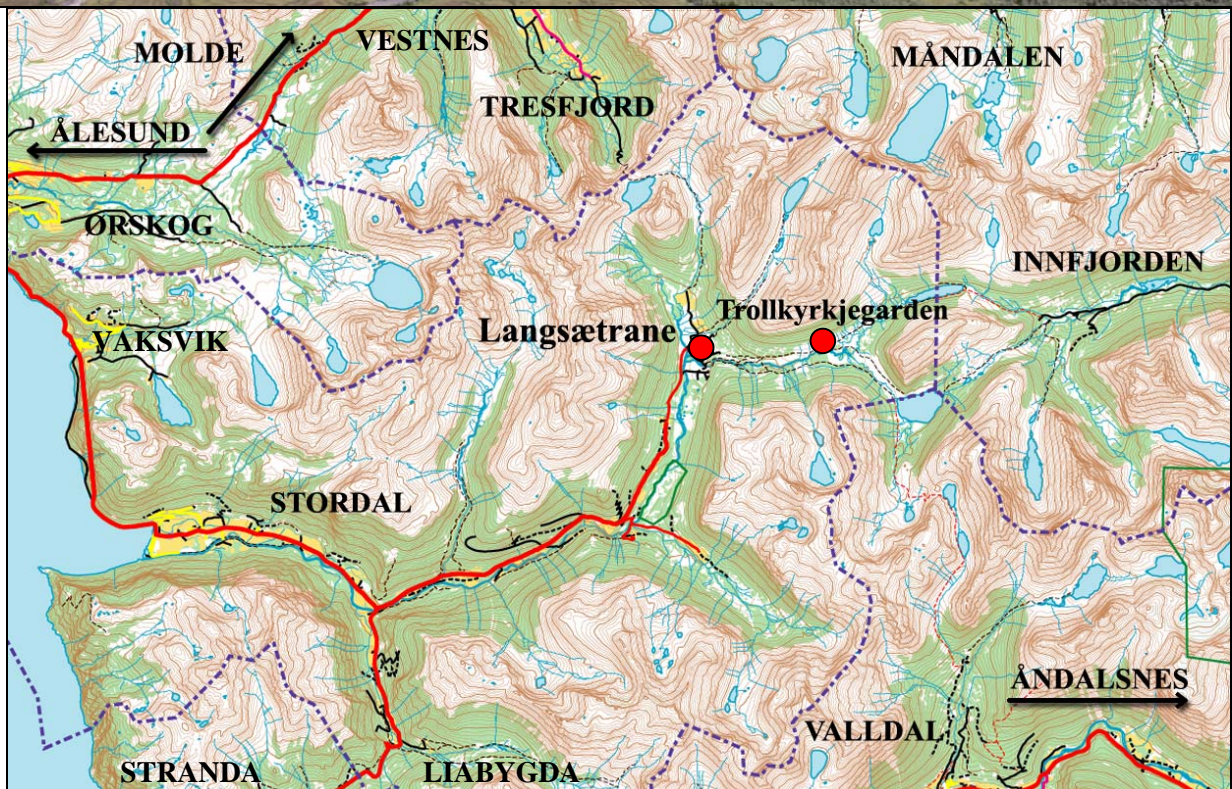 MOLDE
VESTNES
MÅNDALEN
TRESFJORD
ÅLESUND
ØRSKOG
INNFJORDEN
Trollkyrkjegarden
Langsætrane
VAKSVIK
STORDAL
ÅNDALSNES
VALLDAL
STRANDA
LIABYGDA